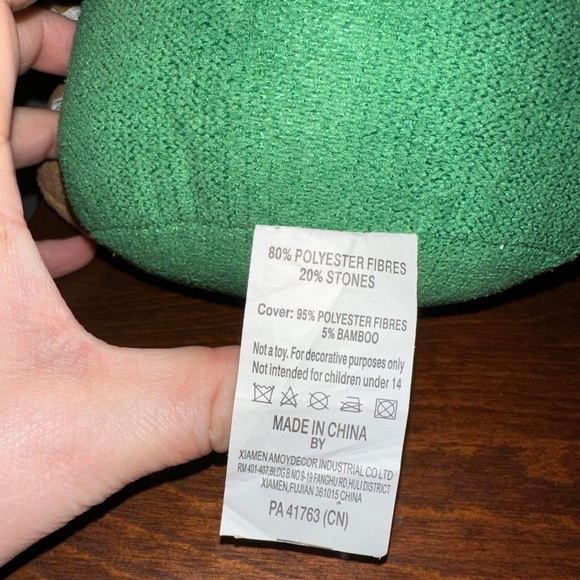 80% POLYESTER FIBRES
20% STONES
Cover: 95% POLYESTER FIBRES
5% BAMBOO
Not a toy. For decorative purposes only
Not intended for children under 14
MADE IN CHINA
BY
XIAMEN AMOYDECOR INDUSTRIAL CO LTD
RM 401-407,BLDG B NO 9-19 FANGHU RD,HULI DISTRICT
XIAMEN,FUJIAN 361015 CHINA
PA 41763 (CN)